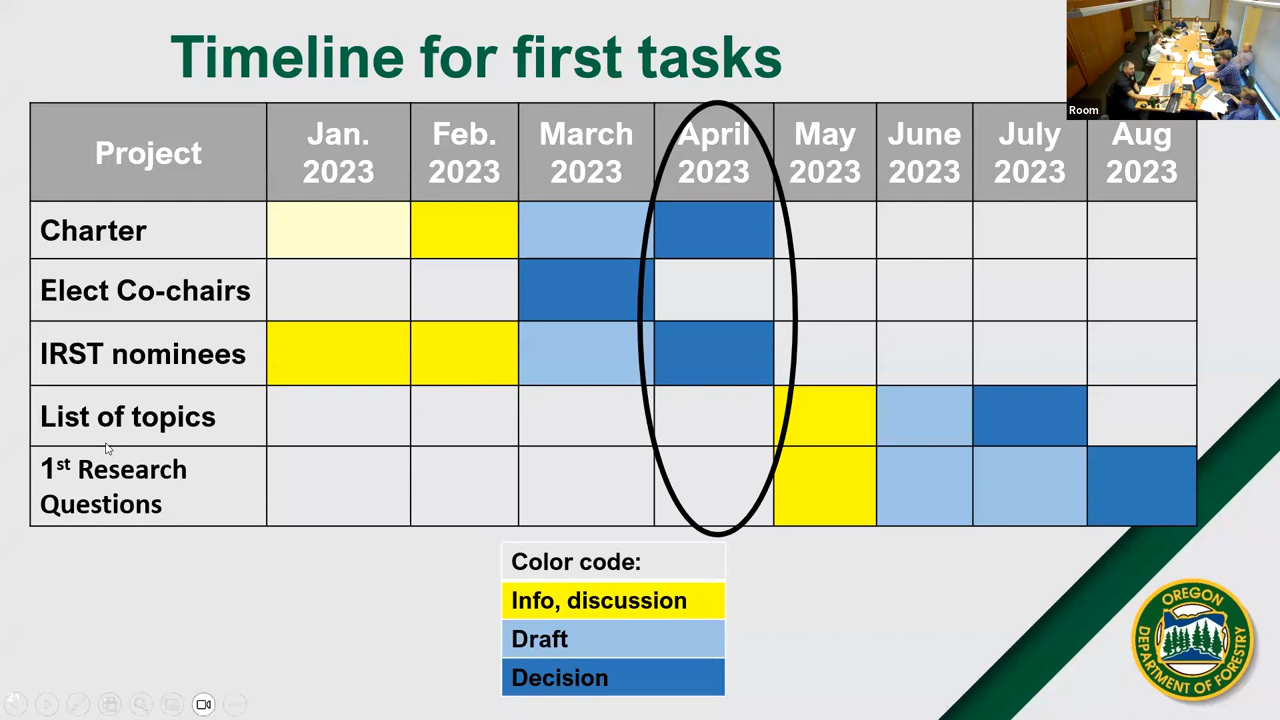 Timeline for first tasks
Room
Project
Jan.
2023
Feb.
2023
March
2023
April
2023
May
2023
June
2023
July
2023
Aug
2023
Charter
Elect Co-chairs
IRST nominees
List of topics
1st Research
Questions
Color code:
Info, discussion
Draft
Decision
OREGON
DEPARTMENT OF FORESTRY